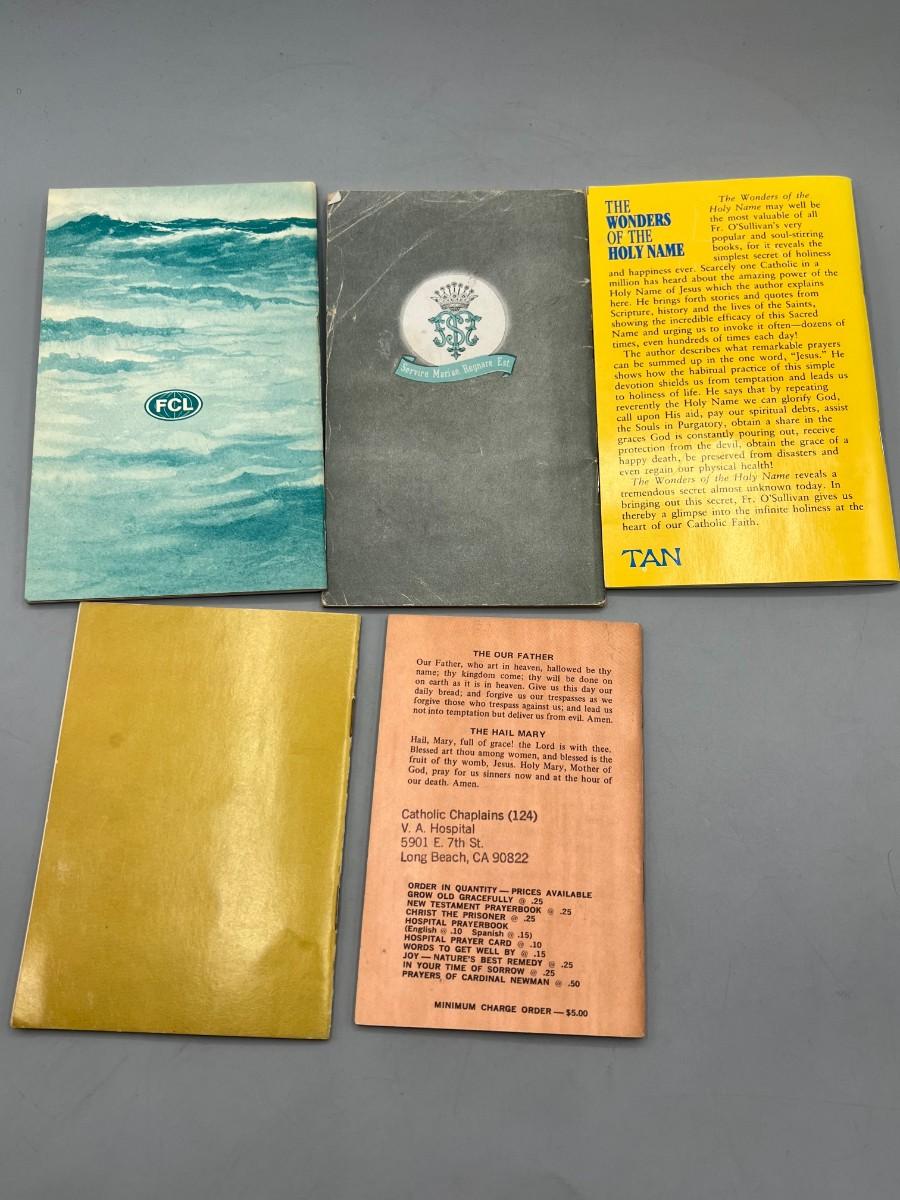 FCL
Servire Mariae Regnare Est
THE
WONDERS
OF THE
HOLY NAME
The Wonders of the
Holy Name may well be
the most valuable of all
Fr. O'Sullivan's very
popular and soul-stirring
books, for it reveals the
simplest secret of holiness
and happiness ever. Scarcely one Catholic in a
million has heard about the amazing power of the
Holy Name of Jesus which the author explains
here. He brings forth stories and quotes from
Scripture, history and the lives of the Saints,
showing the incredible efficacy of this Sacred
Name and urging us to invoke it often—dozens of
times, even hundreds of times each day!
The author describes what remarkable prayers
can be summed up in the one word, "Jesus." He
shows how the habitual practice of this simple
devotion shields us from temptation and leads us
to holiness of life. He says that by repeating
reverently the Holy Name we can glorify God,
call upon His aid, pay our spiritual debts, assist
the Souls in Purgatory, obtain a share in the
graces God is constantly pouring out, receive
protection from the devil, obtain the grace of a
happy death, be preserved from disasters and
even regain our physical health!
The Wonders of the Holy Name reveals a
tremendous secret almost unknown today. In
bringing out this secret, Fr. O'Sullivan gives us
thereby a glimpse into the infinite holiness at the
heart of our Catholic Faith.
TAN
THE OUR FATHER
Our Father, who art in heaven, hallowed be thy
name; thy kingdom come; thy will be done on
on earth as it is in heaven. Give us this day our
daily bread; and forgive us our trespasses as we
forgive those who trespass against us; and lead us
not into temptation but deliver us from evil. Amen.
THE HAIL MARY
Hail, Mary, full of grace! the Lord is with thee.
Blessed art thou among women, and blessed is the
fruit of thy womb, Jesus. Holy Mary, Mother of
God, pray for us sinners now and at the hour of
our death. Amen.
Catholic Chaplains (124)
V. A. Hospital
5901 E. 7th St.
Long Beach, CA 90822
ORDER IN QUANTITY — PRICES AVAILABLE
GROW OLD GRACEFULLY @ .25
NEW TESTAMENT PRAYERBOOK @ .25
CHRIST THE PRISONER @ .25
HOSPITAL PRAYERBOOK
(English @ .10 Spanish @ .15)
HOSPITAL PRAYER CARD @ .10
WORDS TO GET WELL BY @ .15
JOY — NATURE'S BEST REMEDY @ .25
IN YOUR TIME OF SORROW @ .25
PRAYERS OF CARDINAL NEWMAN @ .50
MINIMUM CHARGE ORDER — $5.00